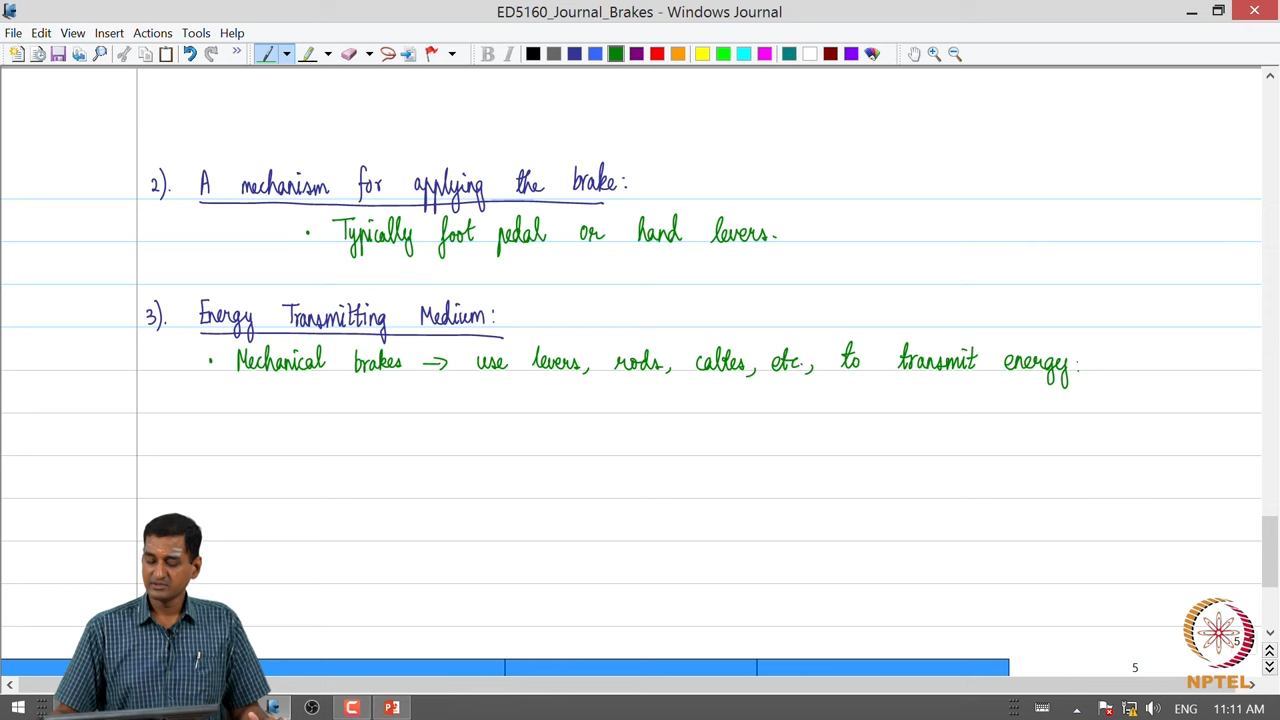 ED5160_Journal_Brakes - Windows Journal
File Edit View Insert Actions Tools Help
2). A mechanism for applying the brake:
• Typically foot pedal or hand levers.
3). Energy Transmitting Medium:
• Mechanical brakes → use levers, rods, cables, etc., to transmit energy:
5
5
NPTEL
ENG 11:11 AM